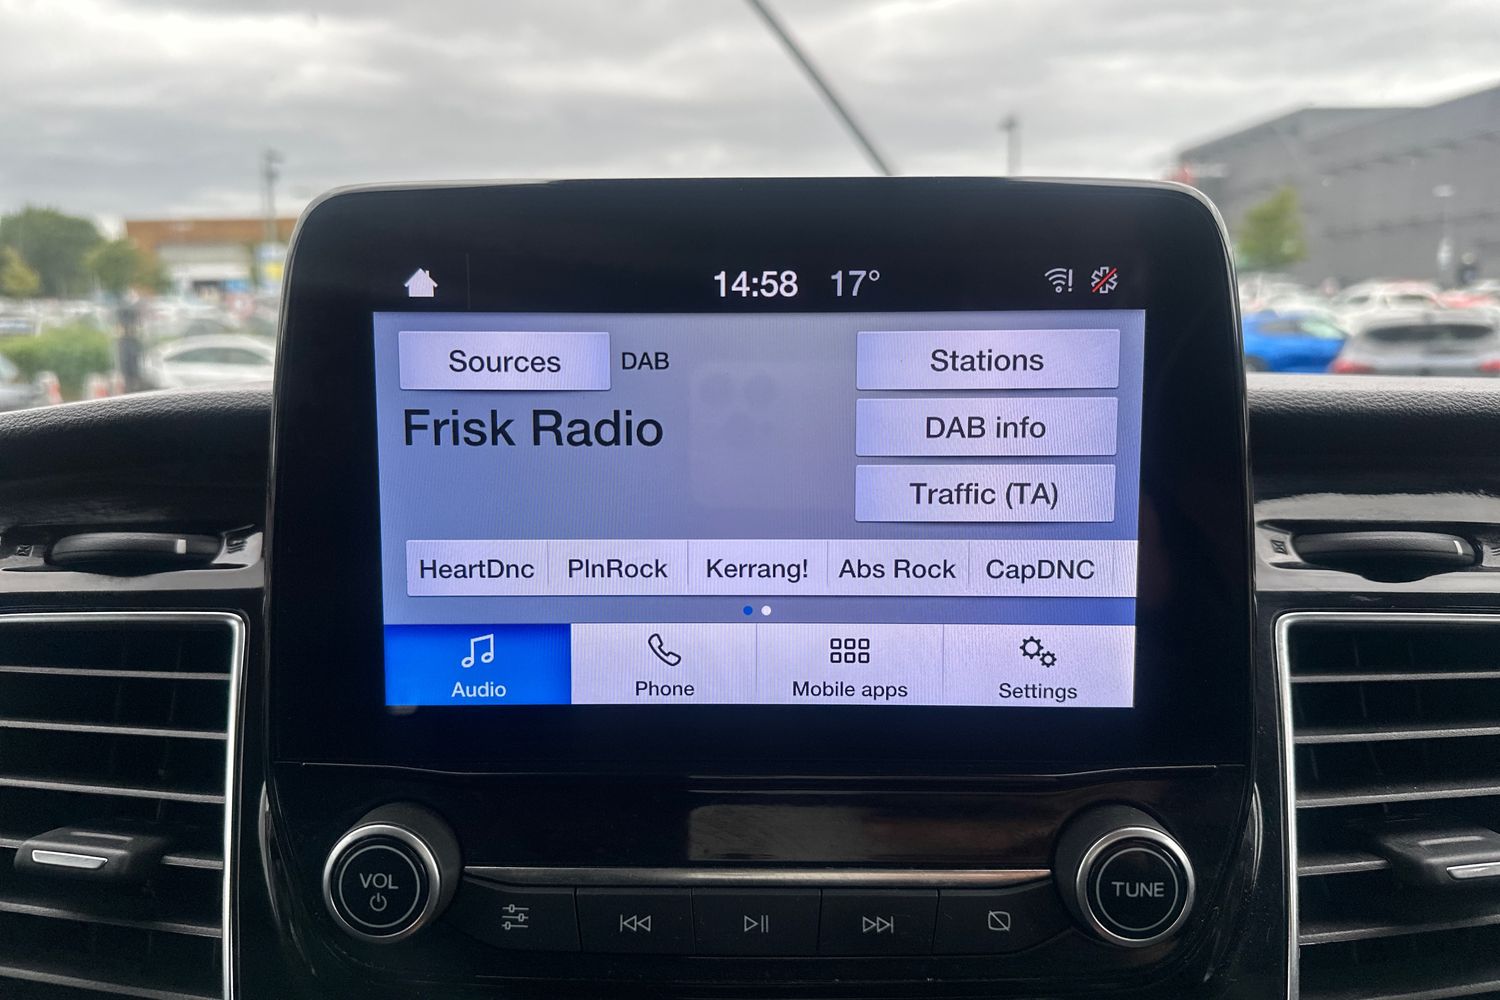 14:58 17°
Sources DAB Stations
Frisk Radio DAB info
Traffic (TA)
HeartDnc PlnRock Kerrang! Abs Rock CapDNC
Audio Phone Mobile apps Settings
VOL TUNE